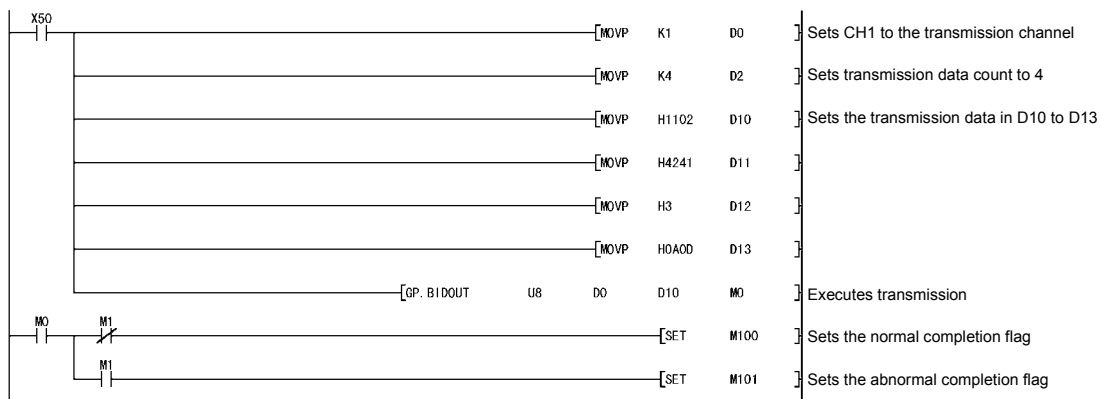 X50
[MOVP K1 D0 ] Sets CH1 to the transmission channel
[MOVP K4 D2 ] Sets transmission data count to 4
[MOVP H1102 D10 ] Sets the transmission data in D10 to D13
[MOVP H4241 D11 ]
[MOVP H3 D12 ]
[MOVP H0A0D D13 ]
[GP.BIDOUT U8 D0 D10 M0 ] Executes transmission
M0 M1
[SET M100 ] Sets the normal completion flag
M1
[SET M101 ] Sets the abnormal completion flag